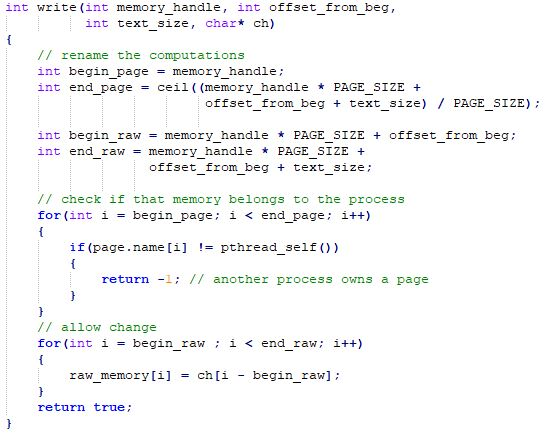 int write(int memory_handle, int offset_from_beg,
          int text_size, char* ch)
{
    // rename the computations
    int begin_page = memory_handle;
    int end_page = ceil((memory_handle * PAGE_SIZE +
                         offset_from_beg + text_size) / PAGE_SIZE);
    int begin_raw = memory_handle * PAGE_SIZE + offset_from_beg;
    int end_raw = memory_handle * PAGE_SIZE +
                  offset_from_beg + text_size;
    // check if that memory belongs to the process
    for(int i = begin_page; i < end_page; i++)
    {
        if(page.name[i] != pthread_self())
        {
            return -1; // another process owns a page
        }
    }
    // allow change
    for(int i = begin_raw ; i < end_raw; i++)
    {
        raw_memory[i] = ch[i - begin_raw];
    }
    return true;
}